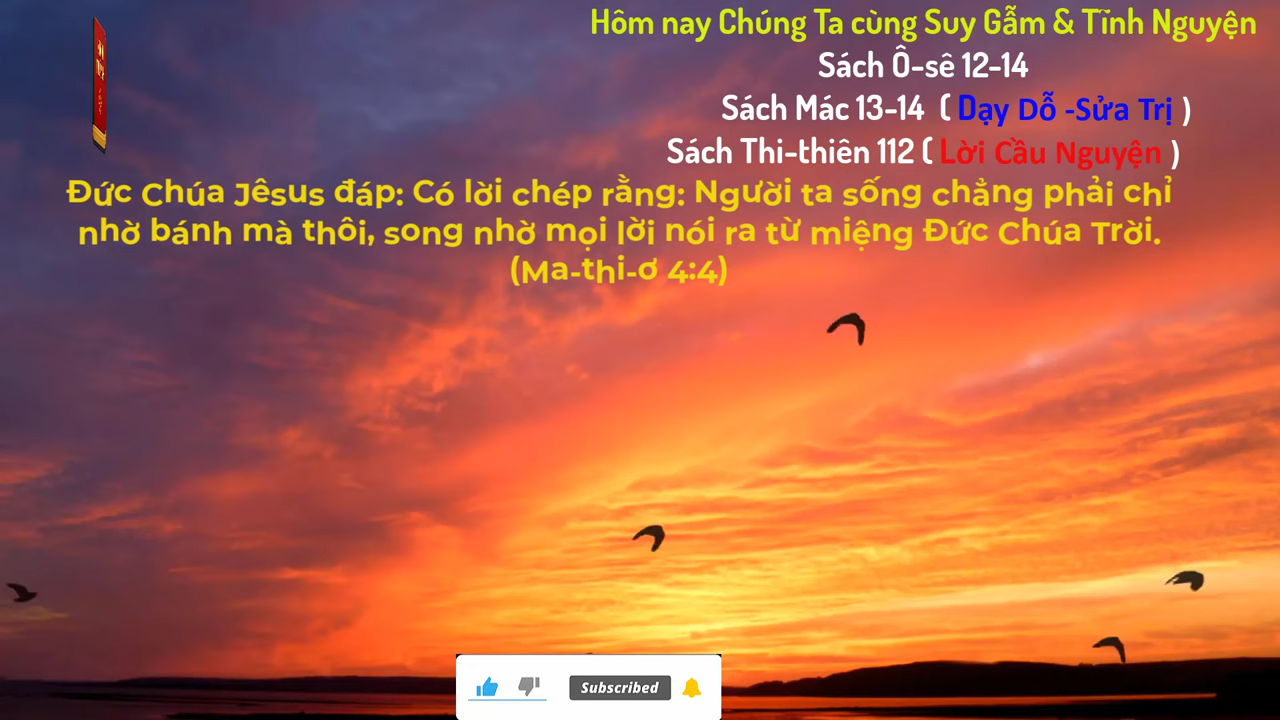 Hôm nay Chúng Ta cùng Suy Gẫm & Tĩnh Nguyện
Sách Ô-sê 12-14
Sách Mác 13-14 ( Dạy Dỗ -Sửa Trị )
Sách Thi-thiên 112 ( Lời Cầu Nguyện )
Đức Chúa Jêsus đáp: Có lời chép rằng: Người ta sống chẳng phải chỉ
nhờ bánh mà thôi, song nhờ mọi lời nói ra từ miệng Đức Chúa Trời.
(Ma-thi-ơ 4:4)
Subscribed